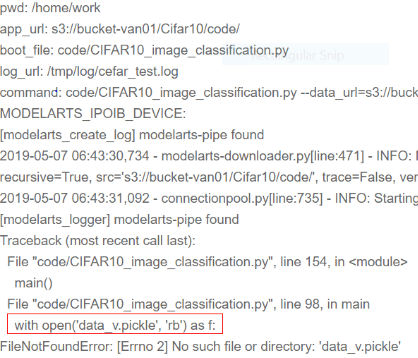 pwd: /home/work
app_url: s3://bucket-van01/Cifar10/code/
boot_file: code/CIFAR10_image_classification.py
Rectangular Snip
log_url: /tmp/log/cefar_test.log
command: code/CIFAR10_image_classification.py --data_url=s3://buck
MODELARTS_IPOIB_DEVICE:
[modelarts_create_log] modelarts-pipe found
2019-05-07 06:43:30,734 - modelarts-downloader.py[line:471] - INFO: I
recursive=True, src='s3://bucket-van01/Cifar10/code/', trace=False, ver
2019-05-07 06:43:31,092 - connectionpool.py[line:735] - INFO: Starting
[modelarts_logger] modelarts-pipe found
Traceback (most recent call last):
File "code/CIFAR10_image_classification.py", line 154, in <module>
main()
File "code/CIFAR10_image_classification.py", line 98, in main
with open('data_v.pickle', 'rb') as f:
FileNotFoundError: [Errno 2] No such file or directory: 'data_v.pickle'